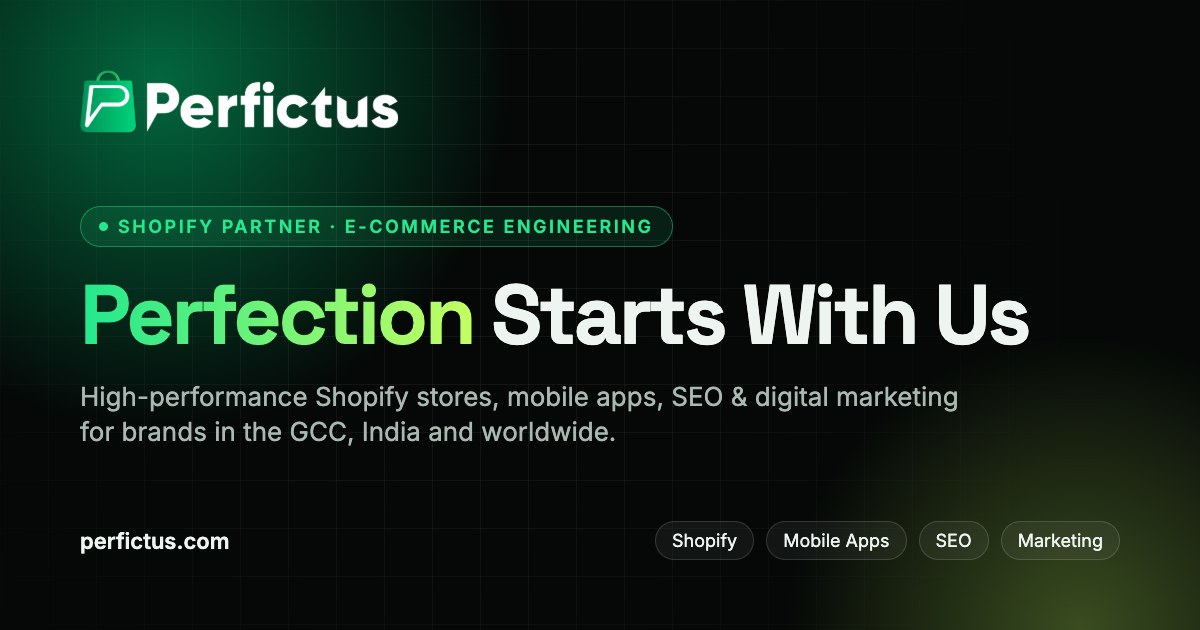 Perfictus
SHOPIFY PARTNER · E-COMMERCE ENGINEERING
Perfection Starts With Us
High-performance Shopify stores, mobile apps, SEO & digital marketing
for brands in the GCC, India and worldwide.
perfictus.com
Shopify
Mobile Apps
SEO
Marketing